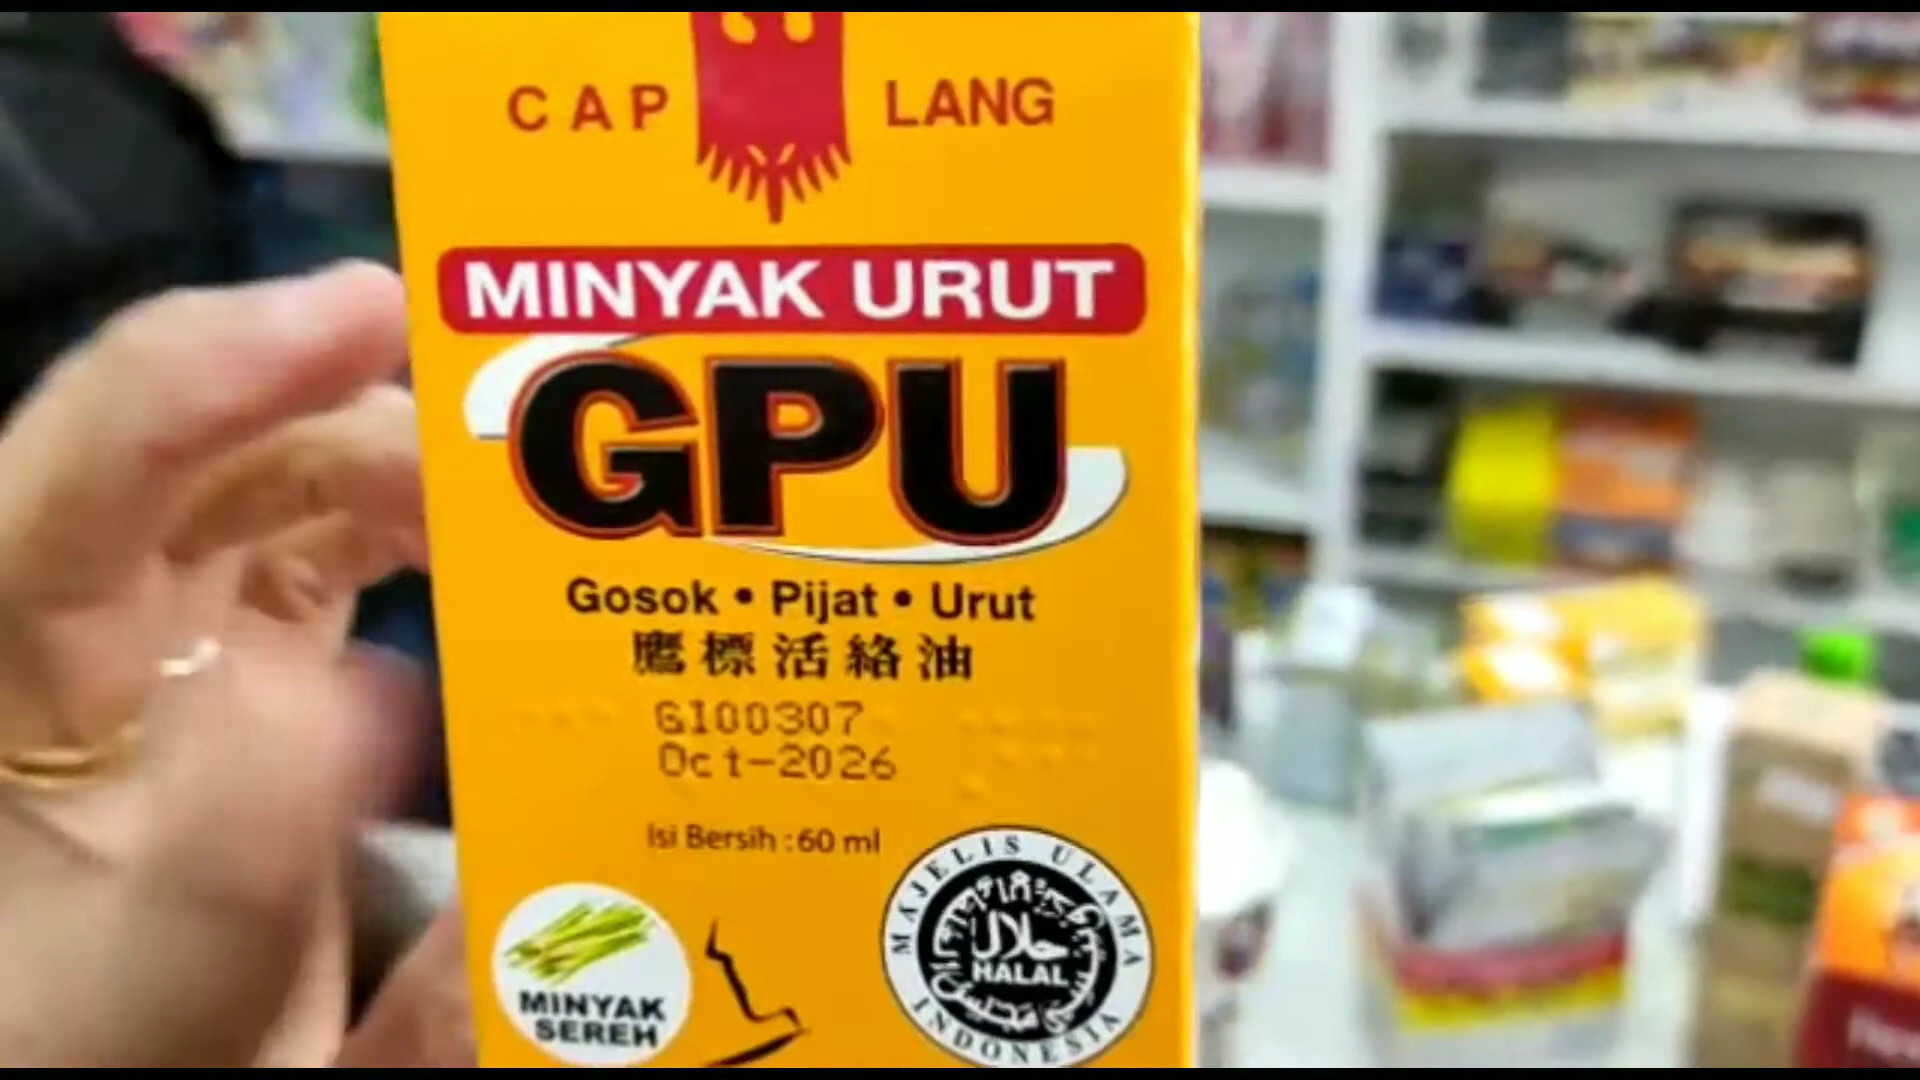 CAP LANG
MINYAK URUT
GPU
Gosok • Pijat • Urut
鷹標活絡油
GI00307
Oct-2026
Isi Bersih : 60 ml
MINYAK
SEREH
MAJELIS ULAMA
INDONESIA
حلال
HALAL